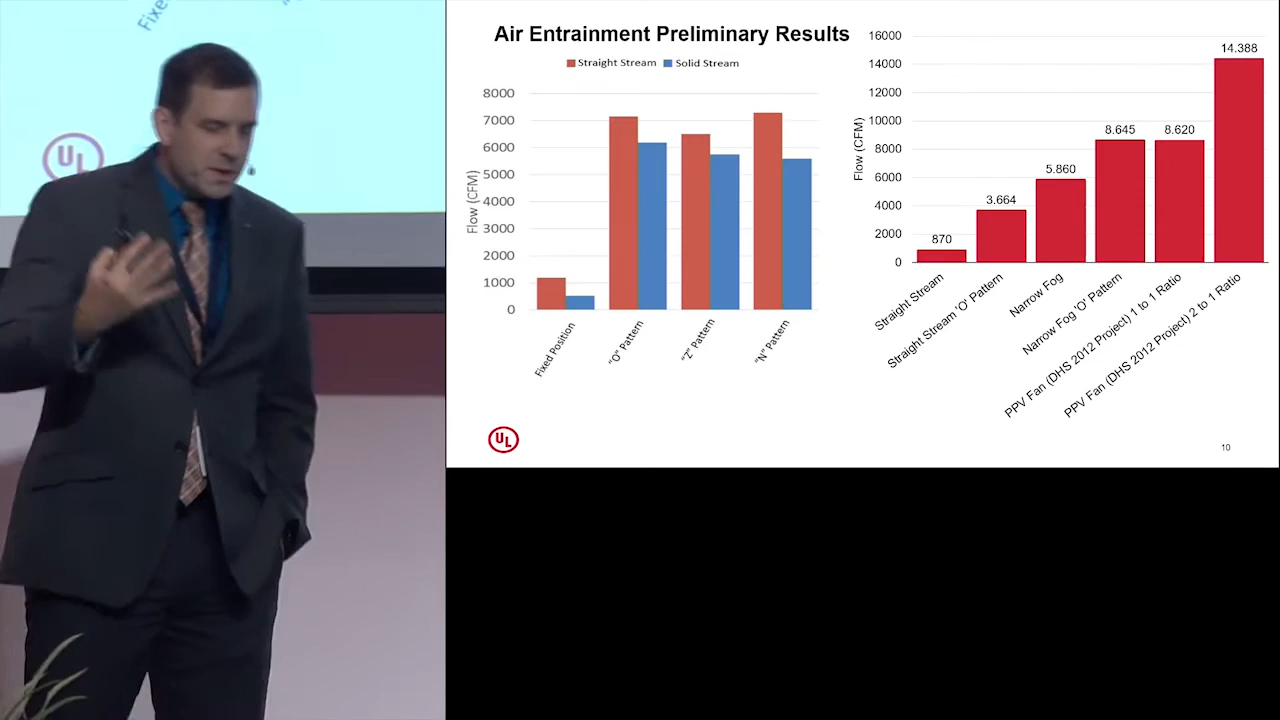 Fixe
UL
Air Entrainment Preliminary Results
Straight Stream Solid Stream
8000
7000
6000
5000
4000
3000
2000
1000
0
Flow (CFM)
Fixed Position
"O" Pattern
"Z" Pattern
"N" Pattern
16000
14000
12000
10000
8000
6000
4000
2000
0
Flow (CFM)
870
3.664
5.860
8.645
8.620
14.388
Straight Stream
Straight Stream 'O' Pattern
Narrow Fog
Narrow Fog 'O' Pattern
PPV Fan (DHS 2012 Project) 1 to 1 Ratio
PPV Fan (DHS 2012 Project) 2 to 1 Ratio
UL
10